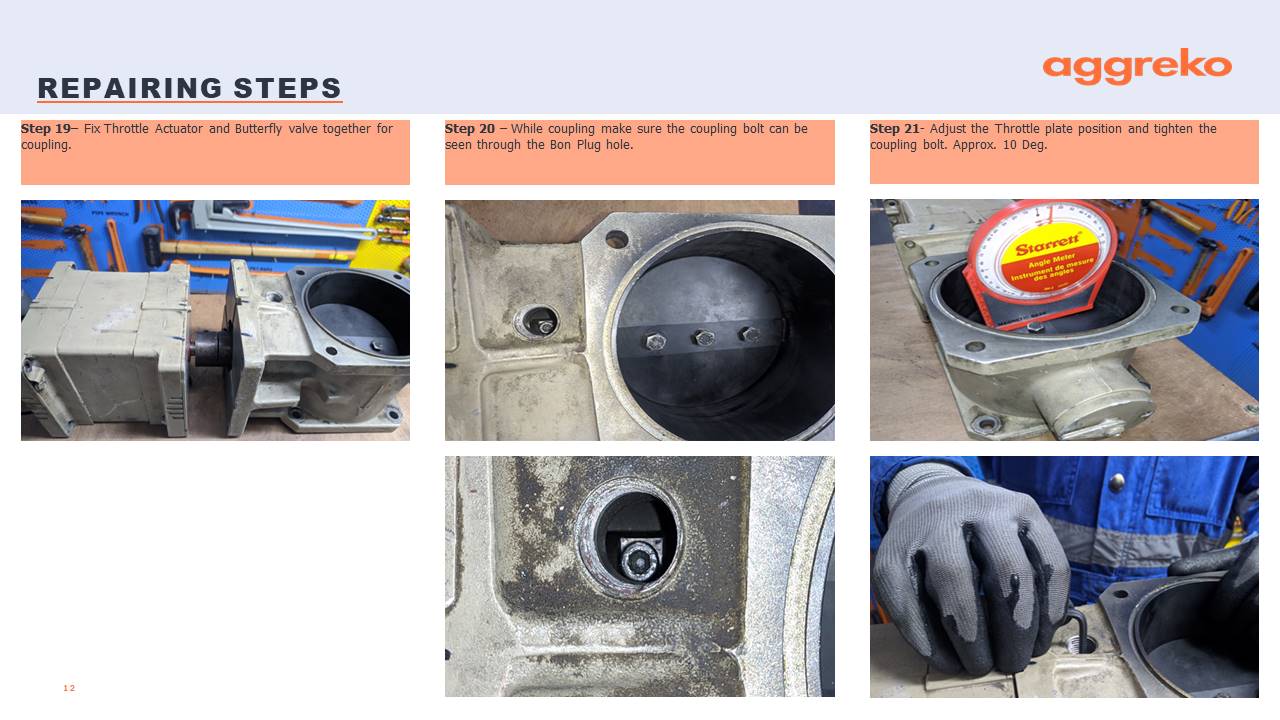 aggreko
REPAIRING STEPS
Step 19– Fix Throttle Actuator and Butterfly valve together for
coupling.
Step 20 – While coupling make sure the coupling bolt can be
seen through the Bon Plug hole.
Step 21- Adjust the Throttle plate position and tighten the
coupling bolt. Approx. 10 Deg.
PIPE WRENCH
Starrett
Angle Meter
Instrument de mesure
des angles
12